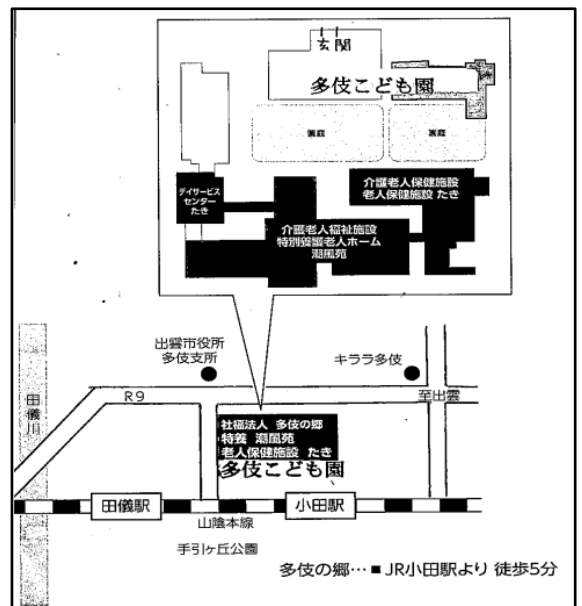 玄関
多伎こども園
園庭
園庭
デイサービス
センター
たき
介護老人保健施設
老人保健施設 たき
介護老人福祉施設
特別養護老人ホーム
潮風苑
出雲市役所
多伎支所
キララ多伎
R9
至出雲
田儀川
社福法人 多伎の郷
特養 潮風苑
老人保健施設 たき
多伎こども園
田儀駅
小田駅
山陰本線
手引ヶ丘公園
多伎の郷…■JR小田駅より 徒歩5分